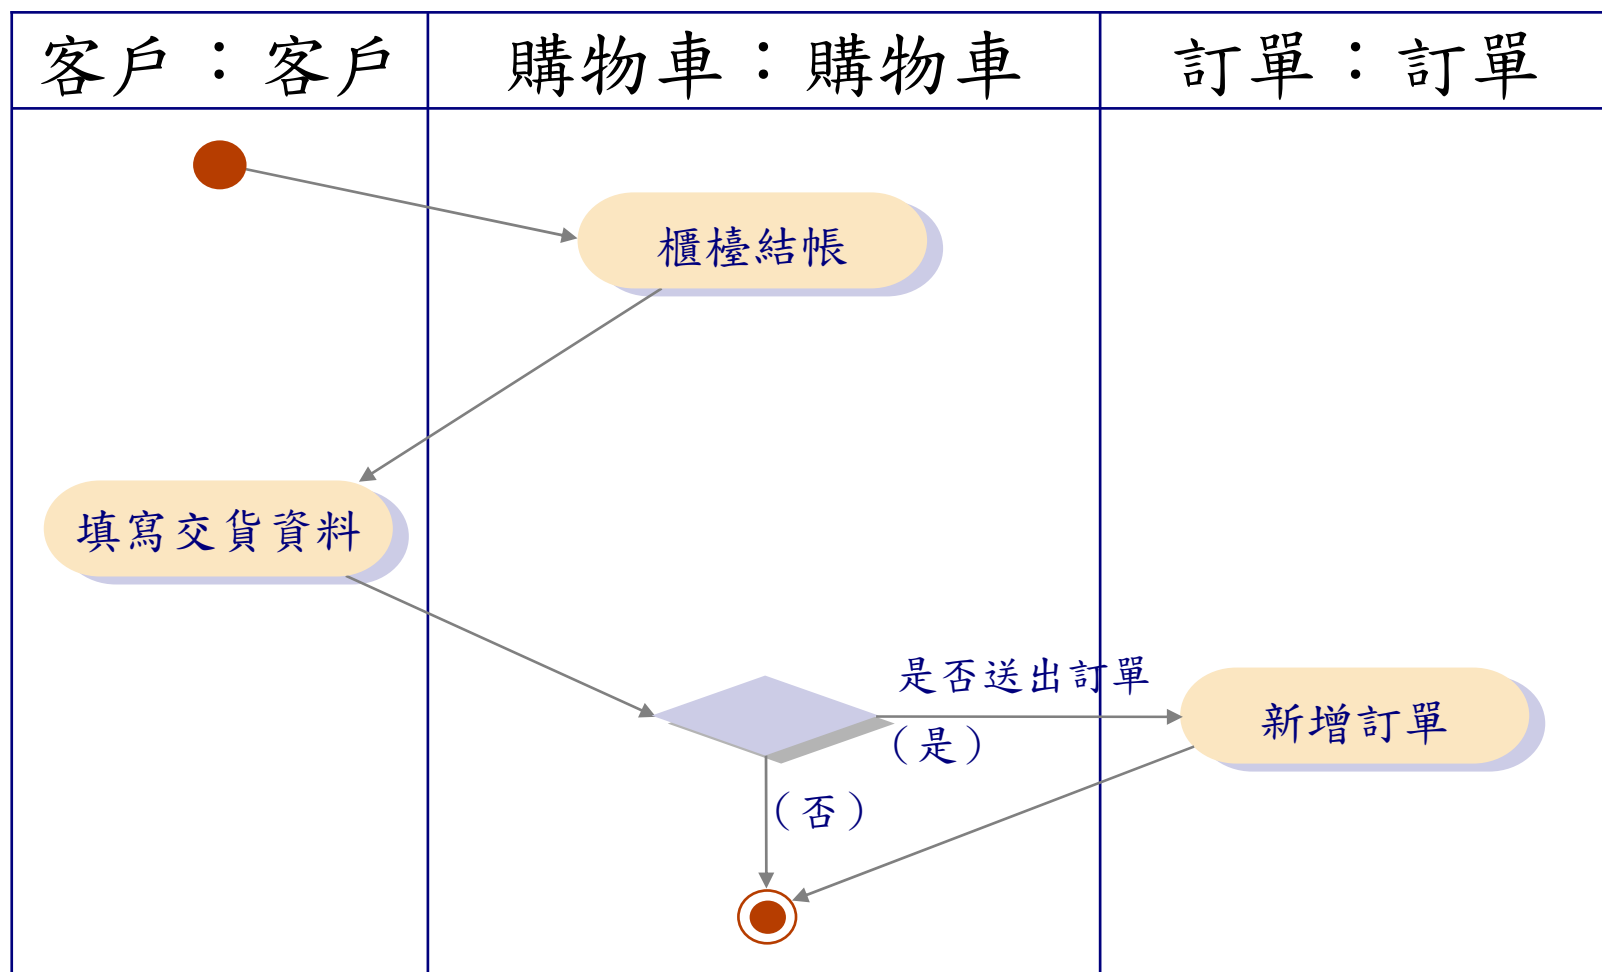 客戶：客戶
購物車：購物車
訂單：訂單
櫃檯結帳
填寫交貨資料
是否送出訂單
（是）
新增訂單
（否）